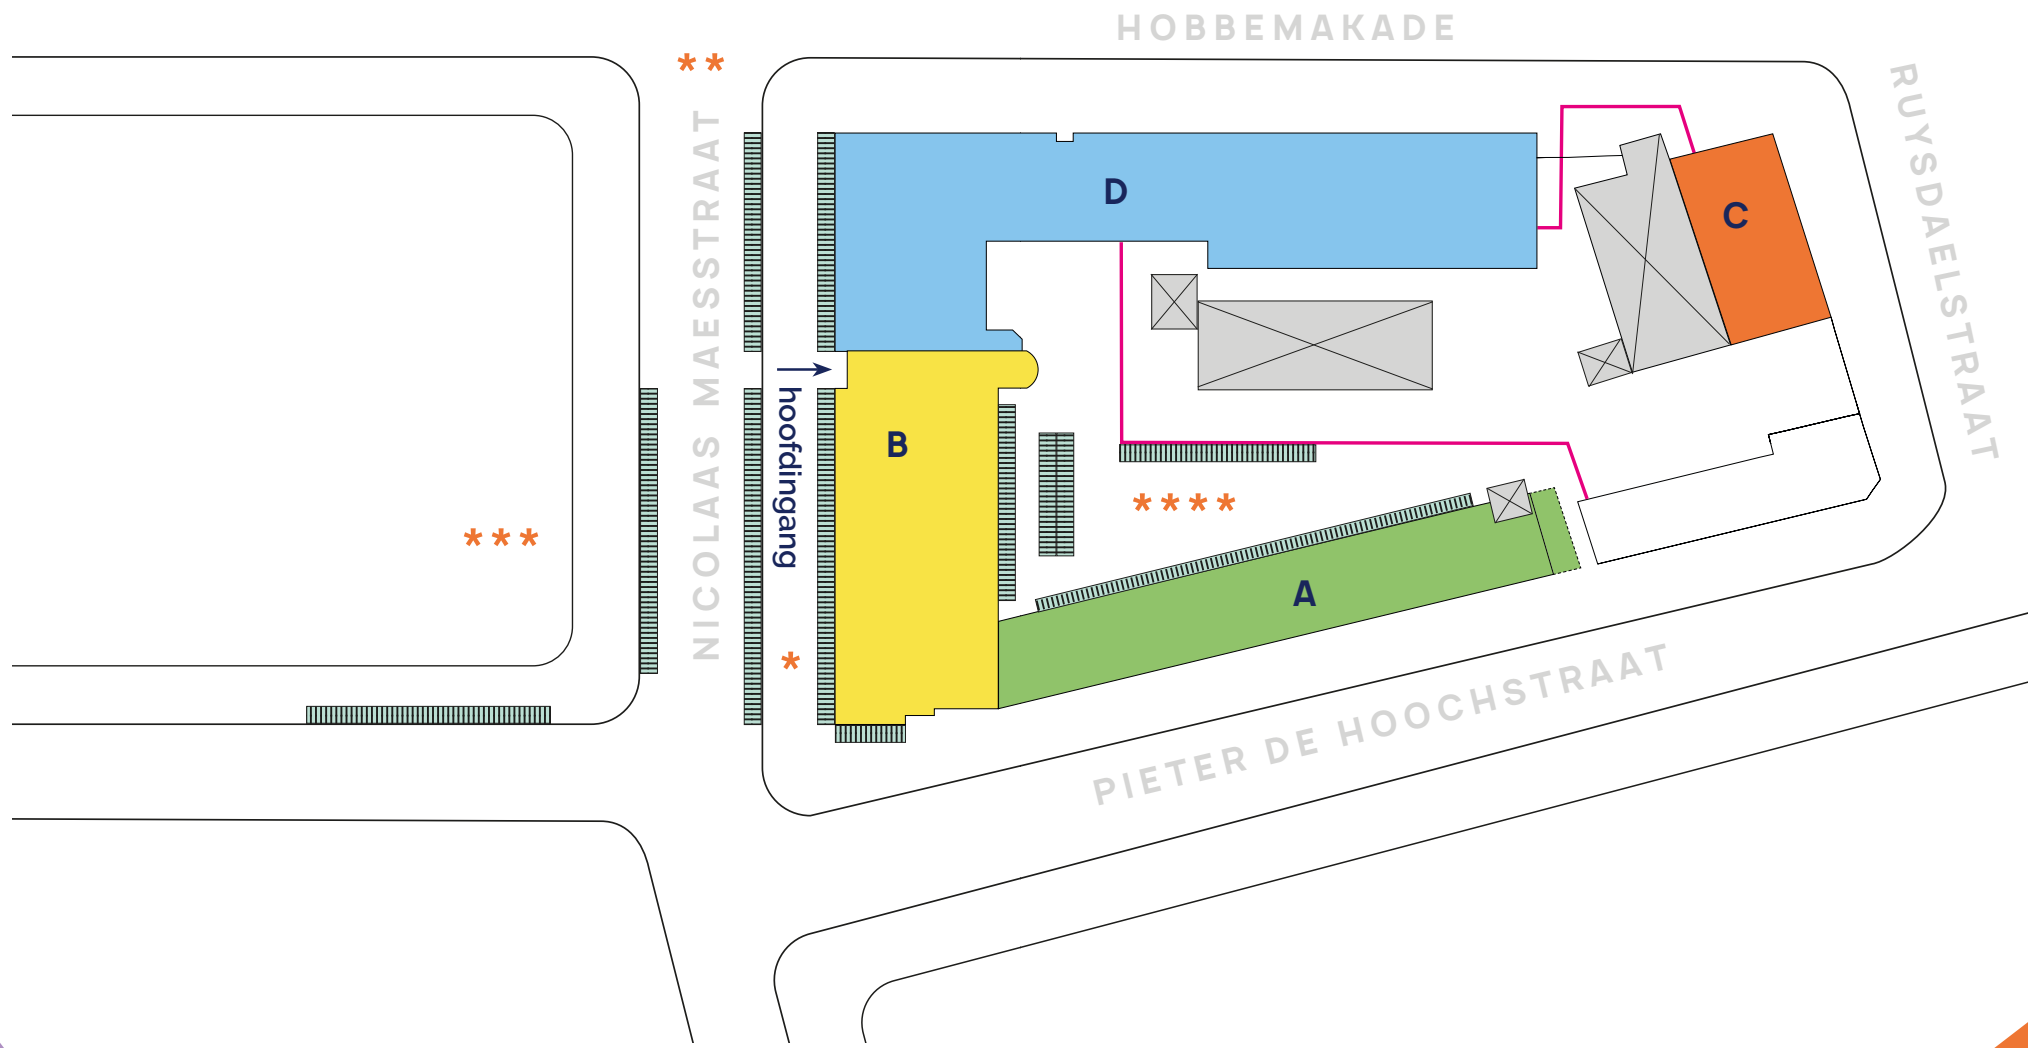 HOBBEMAKADE
**
RUYSDAELSTRAAT
NICOLAAS MAESSTRAAT
D
C
hoofdingang
B
****
***
A
*
PIETER DE HOOCHSTRAAT